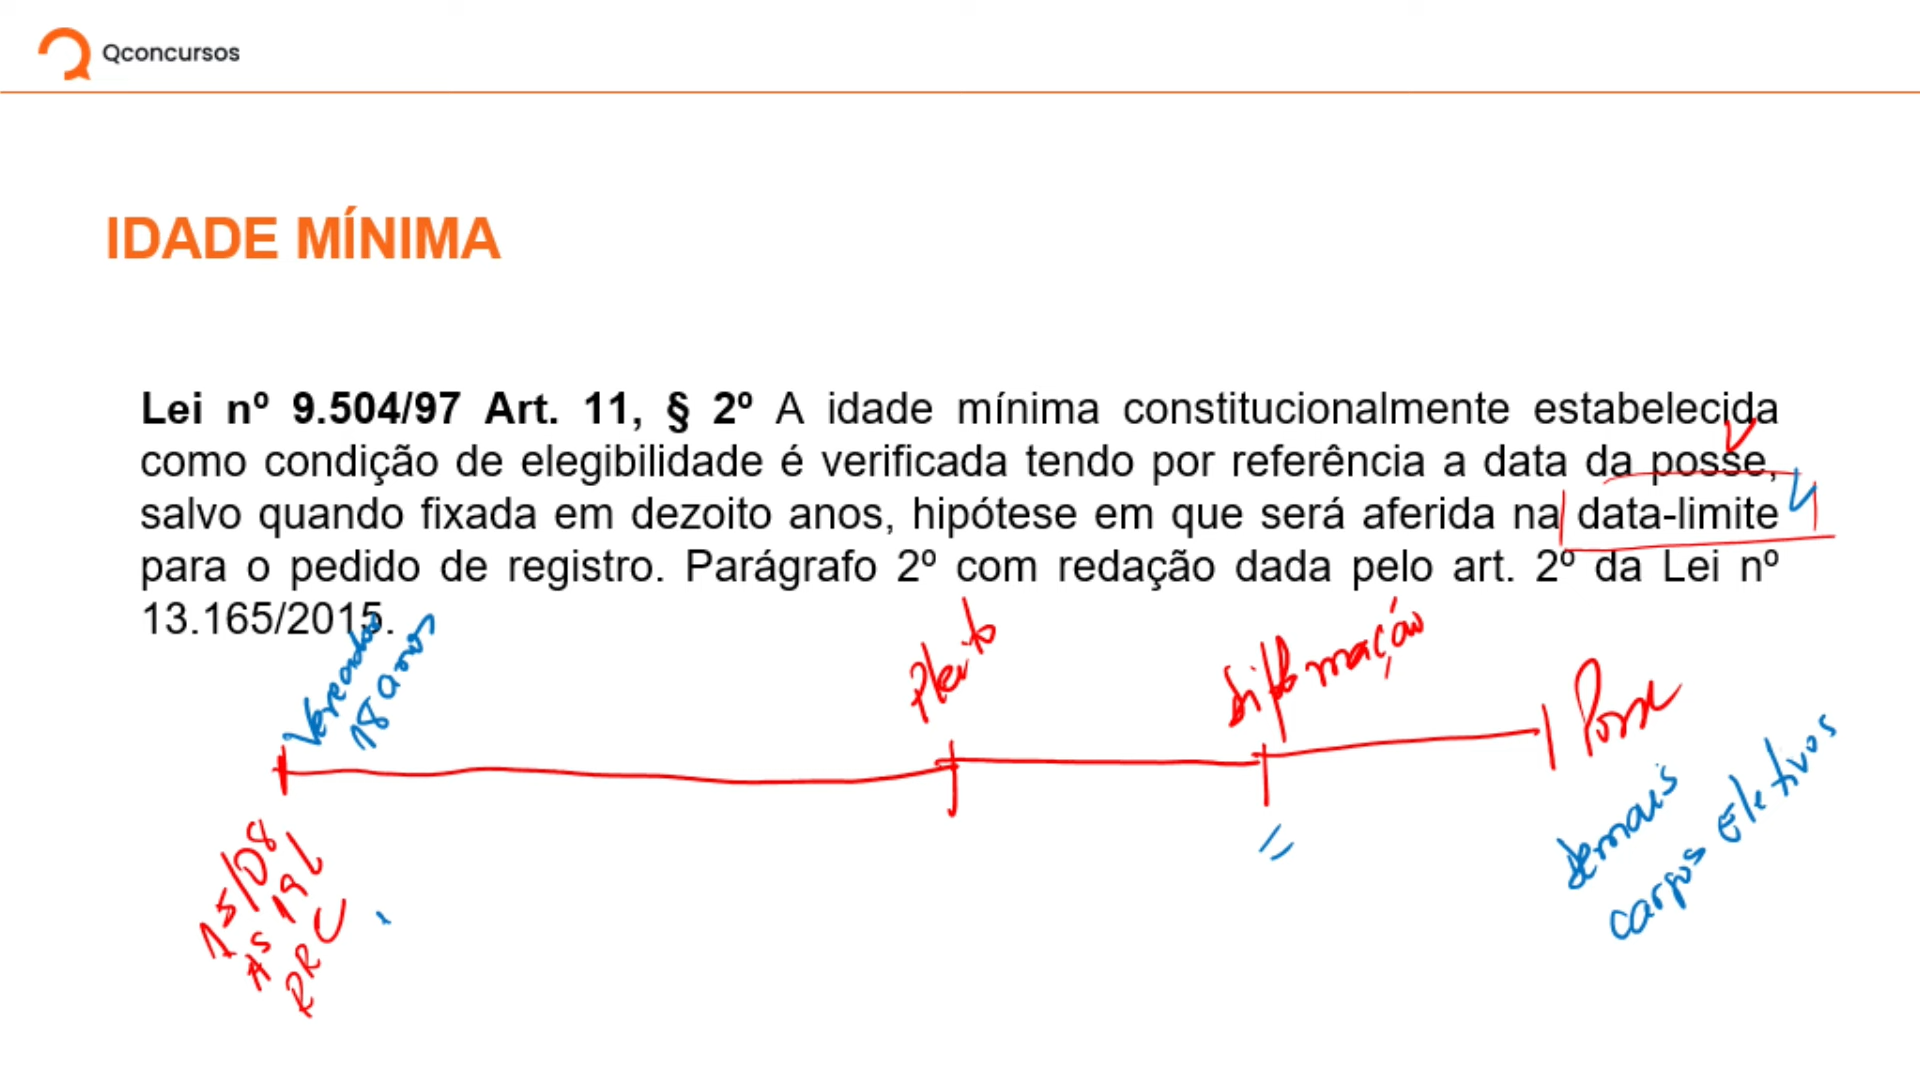 Qconcursos
IDADE MÍNIMA
Lei nº 9.504/97 Art. 11, § 2º A idade mínima constitucionalmente estabelecida
como condição de elegibilidade é verificada tendo por referência a data da posse,
salvo quando fixada em dezoito anos, hipótese em que será aferida na data-limite
para o pedido de registro. Parágrafo 2º com redação dada pelo art. 2º da Lei nº
13.165/2015.
Vereador
18 anos
Pleito
diplomação
Posse
15/08
às 19h
RRC
demais
cargos Eletivos